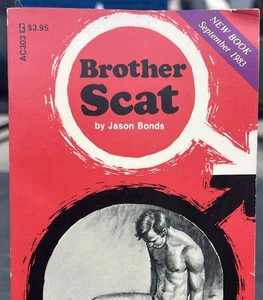 AC303 $3.95
NEW BOOK
September 1983
Brother
Scat
by Jason Bonds